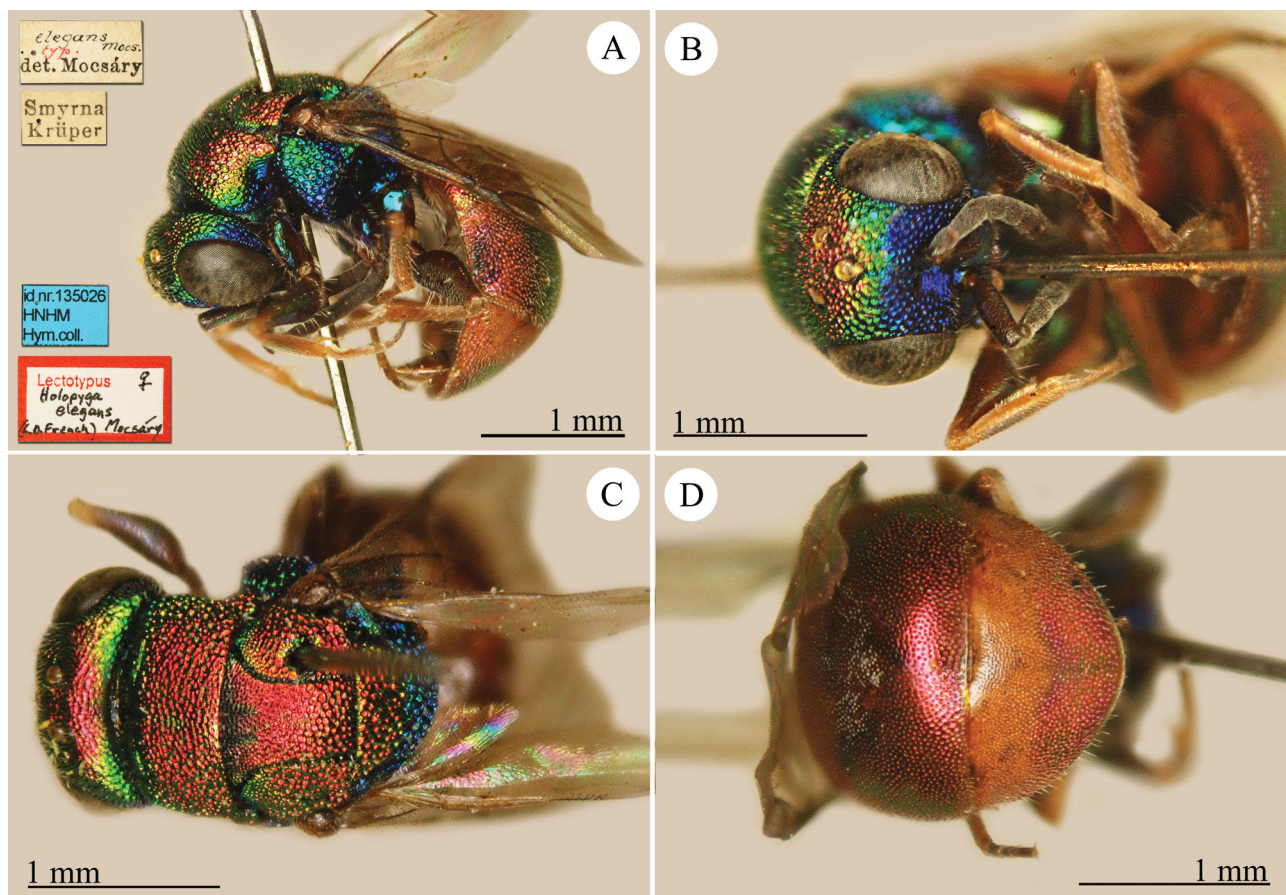 elegans
typ. Mocs.
det. Mocsáry
Smyrna
Krüper
id nr. 135026
HNHM
Hym.coll.
Lectotypus ♀
Holopyga
elegans
(L.D.French) Mocsáry
A
1 mm
B
1 mm
C
1 mm
D
1 mm